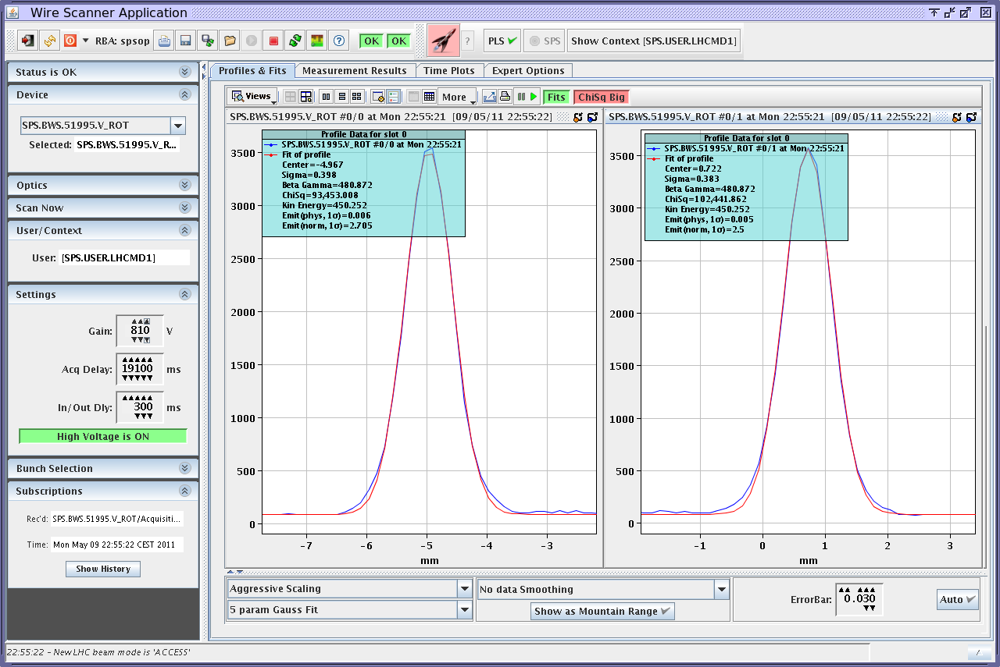 Wire Scanner Application
RBA: spsop
OK OK
?
PLS
SPS
Show Context [SPS.USER.LHCMD1]
Status is OK
Device
SPS.BWS.51995.V_ROT
Selected: SPS.BWS.51995.V_R...
Optics
Scan Now
User/Context
User: [SPS.USER.LHCMD1]
Settings
Gain: 810 V
Acq Delay: 19100 ms
In/Out Dly: 300 ms
High Voltage is ON
Bunch Selection
Subscriptions
Rec'd: SPS.BWS.51995.V_ROT/Acquisiti...
Time: Mon May 09 22:55:22 CEST 2011
Show History
Profiles & Fits Measurement Results Time Plots Expert Options
Views More Fits ChiSq Big
SPS.BWS.51995.V_ROT #0/0 at Mon 22:55:21 [09/05/11 22:55:22]
Profile Data for slot 0
SPS.BWS.51995.V_ROT #0/0 at Mon 22:55:21
Fit of profile
Center=-4.967
Sigma=0.398
Beta Gamma=480.872
ChiSq=93,453.008
Kin Energy=450.252
Emit(phys, 1σ)=0.006
Emit(norm, 1σ)=2.705
3500
3000
2500
2000
1500
1000
500
0
-7 -6 -5 -4 -3
mm
SPS.BWS.51995.V_ROT #0/1 at Mon 22:55:21 [09/05/11 22:55:22]
Profile Data for slot 0
SPS.BWS.51995.V_ROT #0/1 at Mon 22:55:21
Fit of profile
Center=0.722
Sigma=0.383
Beta Gamma=480.872
ChiSq=102,441.862
Kin Energy=450.252
Emit(phys, 1σ)=0.005
Emit(norm, 1σ)=2.5
3500
3000
2500
2000
1500
1000
500
0
-1 0 1 2 3
mm
Aggressive Scaling
5 param Gauss Fit
No data Smoothing
Show as Mountain Range
ErrorBar: 0.030
Auto
22:55:22 - New LHC beam mode is 'ACCESS'